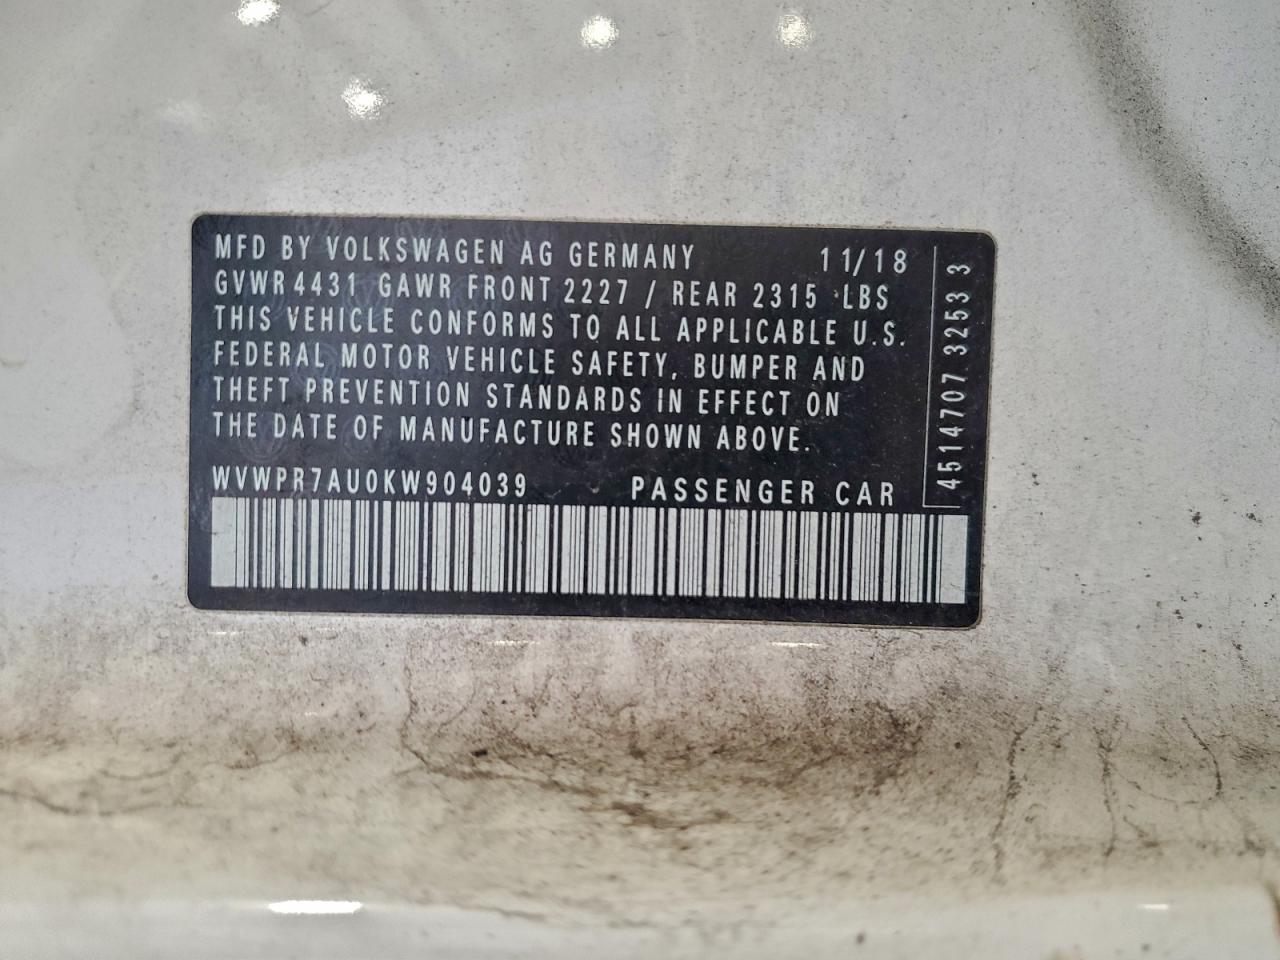 MFD BY VOLKSWAGEN AG GERMANY 11/18
GVWR 4431 GAWR FRONT 2227 / REAR 2315 LBS
THIS VEHICLE CONFORMS TO ALL APPLICABLE U.S.
FEDERAL MOTOR VEHICLE SAFETY, BUMPER AND
THEFT PREVENTION STANDARDS IN EFFECT ON
THE DATE OF MANUFACTURE SHOWN ABOVE.
WVWPR7AU0KW904039 PASSENGER CAR
4514707 3253 3